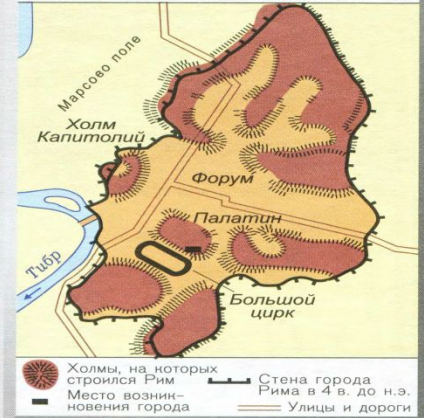 Марсово поле
Холм
Капитолий
Форум
Палатин
Тибр
Большой
цирк
Холмы, на которых
строился Рим
Место возник-
новения города
Стена города
Рима в 4 в. до н.э.
Улицы и дороги